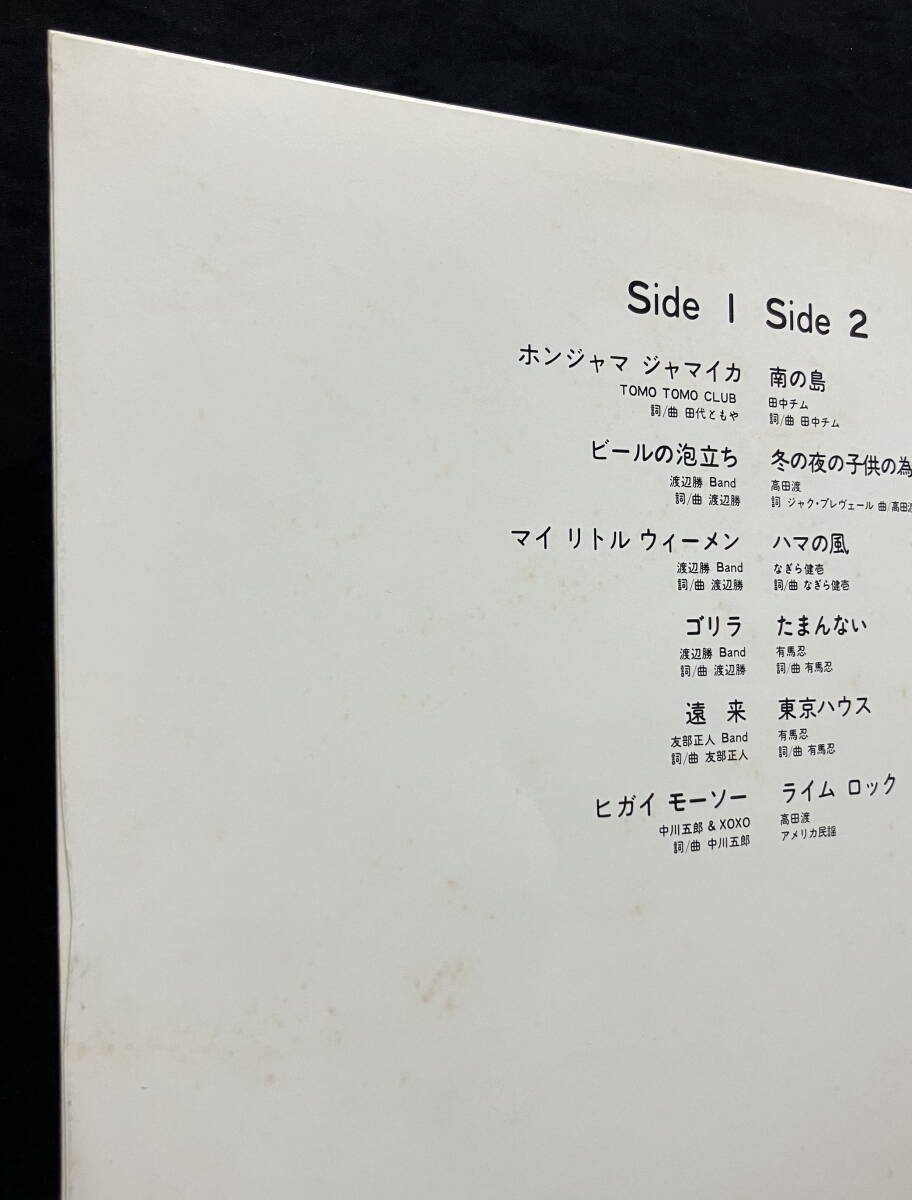 Side 1
ホンジャマ ジャマイカ
TOMO TOMO CLUB
詞/曲 田代ともや
ビールの泡立ち
渡辺勝 Band
詞/曲 渡辺勝
マイ リトル ウィーメン
渡辺勝 Band
詞/曲 渡辺勝
ゴリラ
渡辺勝 Band
詞/曲 渡辺勝
遠 来
友部正人 Band
詞/曲 友部正人
ヒガイ モーソー
中川五郎 & XOXO
詞/曲 中川五郎
Side 2
南の島
田中チム
詞/曲 田中チム
冬の夜の子供の為
高田渡
詞 ジャク・プレヴェール 曲/高田渡
ハマの風
なぎら健壱
詞/曲 なぎら健壱
たまんない
有馬忍
詞/曲 有馬忍
東京ハウス
有馬忍
詞/曲 有馬忍
ライム ロック
高田渡
アメリカ民謡